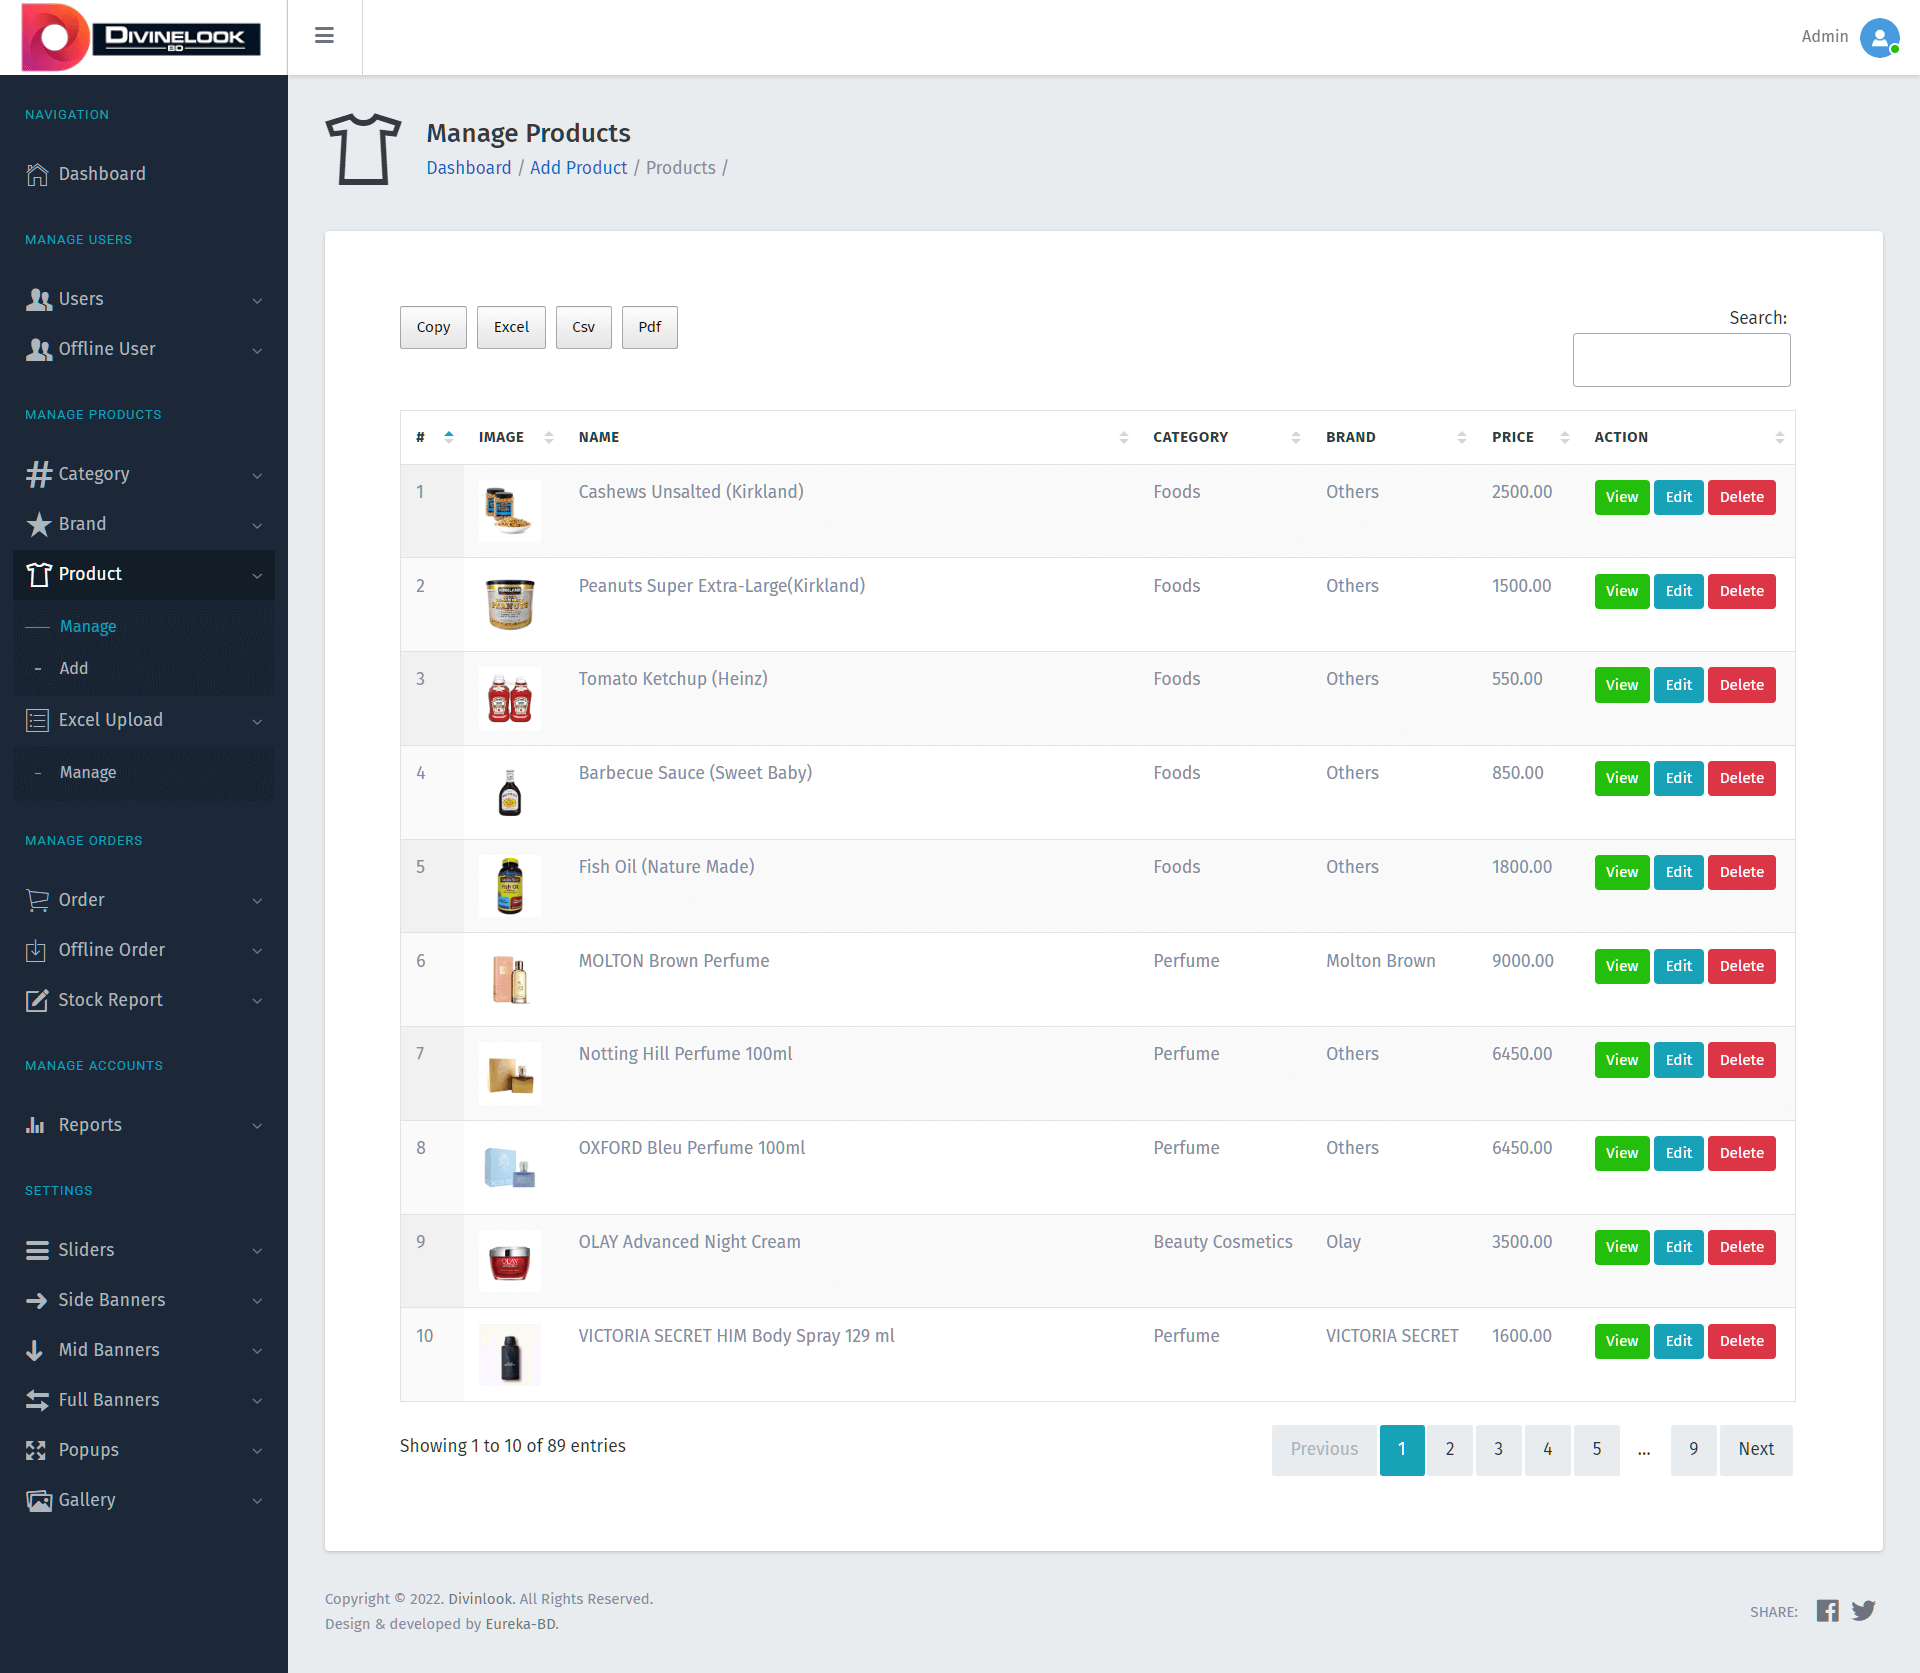 DIVINELOOK
BD
Admin
NAVIGATION
Dashboard
MANAGE USERS
Users
Offline User
MANAGE PRODUCTS
Category
Brand
Product
Manage
Add
Excel Upload
Manage
MANAGE ORDERS
Order
Offline Order
Stock Report
MANAGE ACCOUNTS
Reports
SETTINGS
Sliders
Side Banners
Mid Banners
Full Banners
Popups
Gallery
Manage Products
Dashboard / Add Product / Products /
Copy Excel Csv Pdf
Search:
# IMAGE NAME CATEGORY BRAND PRICE ACTION
1 Cashews Unsalted (Kirkland) Foods Others 2500.00 View Edit Delete
2 Peanuts Super Extra-Large(Kirkland) Foods Others 1500.00 View Edit Delete
3 Tomato Ketchup (Heinz) Foods Others 550.00 View Edit Delete
4 Barbecue Sauce (Sweet Baby) Foods Others 850.00 View Edit Delete
5 Fish Oil (Nature Made) Foods Others 1800.00 View Edit Delete
6 MOLTON Brown Perfume Perfume Molton Brown 9000.00 View Edit Delete
7 Notting Hill Perfume 100ml Perfume Others 6450.00 View Edit Delete
8 OXFORD Bleu Perfume 100ml Perfume Others 6450.00 View Edit Delete
9 OLAY Advanced Night Cream Beauty Cosmetics Olay 3500.00 View Edit Delete
10 VICTORIA SECRET HIM Body Spray 129 ml Perfume VICTORIA SECRET 1600.00 View Edit Delete
Showing 1 to 10 of 89 entries
Previous 1 2 3 4 5 … 9 Next
Copyright © 2022. Divinlook. All Rights Reserved.
Design & developed by Eureka-BD.
SHARE: